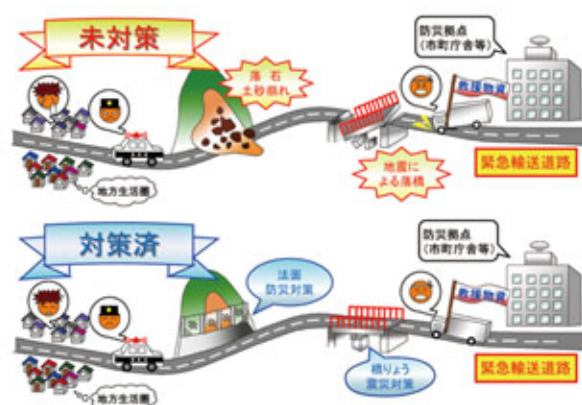 未対策
防災拠点
(市町庁舎等)
落石
土砂崩れ
救援物資
地震に
よる落橋
緊急輸送道路
地方生活圏
対策済
防災拠点
(市町庁舎等)
法面
防災対策
救援物資
橋りょう
震災対策
緊急輸送道路
地方生活圏